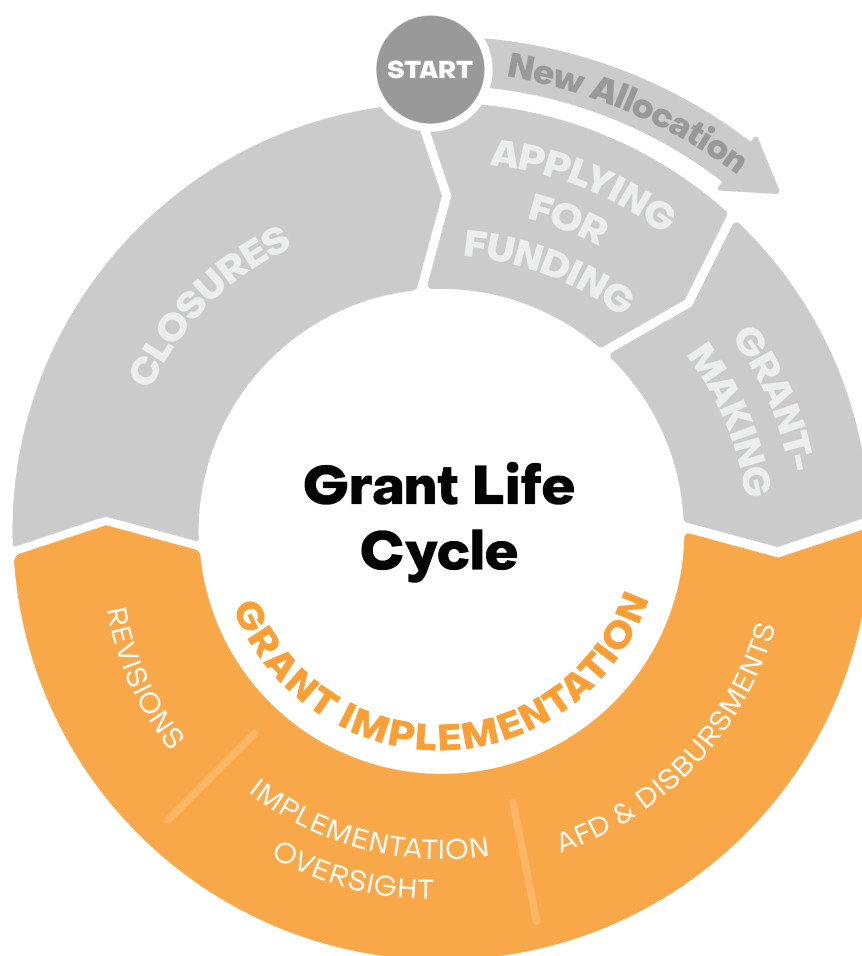 START
New Allocation
APPLYING
FOR
FUNDING
GRANT-
MAKING
CLOSURES
Grant Life
Cycle
GRANT IMPLEMENTATION
REVISIONS
IMPLEMENTATION
OVERSIGHT
AFD & DISBURSMENTS